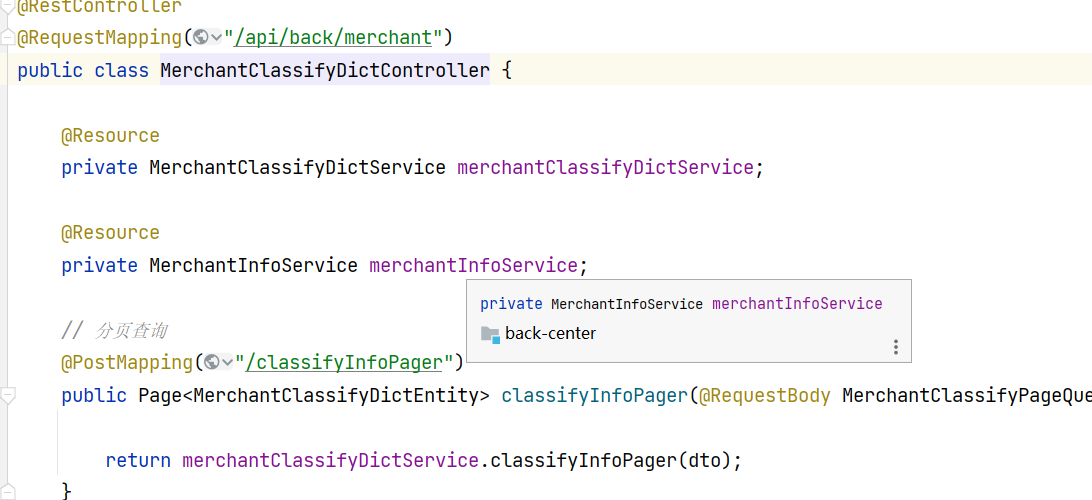 @RestController
@RequestMapping("/api/back/merchant")
public class MerchantClassifyDictController {
@Resource
private MerchantClassifyDictService merchantClassifyDictService;
@Resource
private MerchantInfoService merchantInfoService;
private MerchantInfoService merchantInfoService
back-center
// 分页查询
@PostMapping("/classifyInfoPager")
public Page<MerchantClassifyDictEntity> classifyInfoPager(@RequestBody MerchantClassifyPageQue
return merchantClassifyDictService.classifyInfoPager(dto);
}